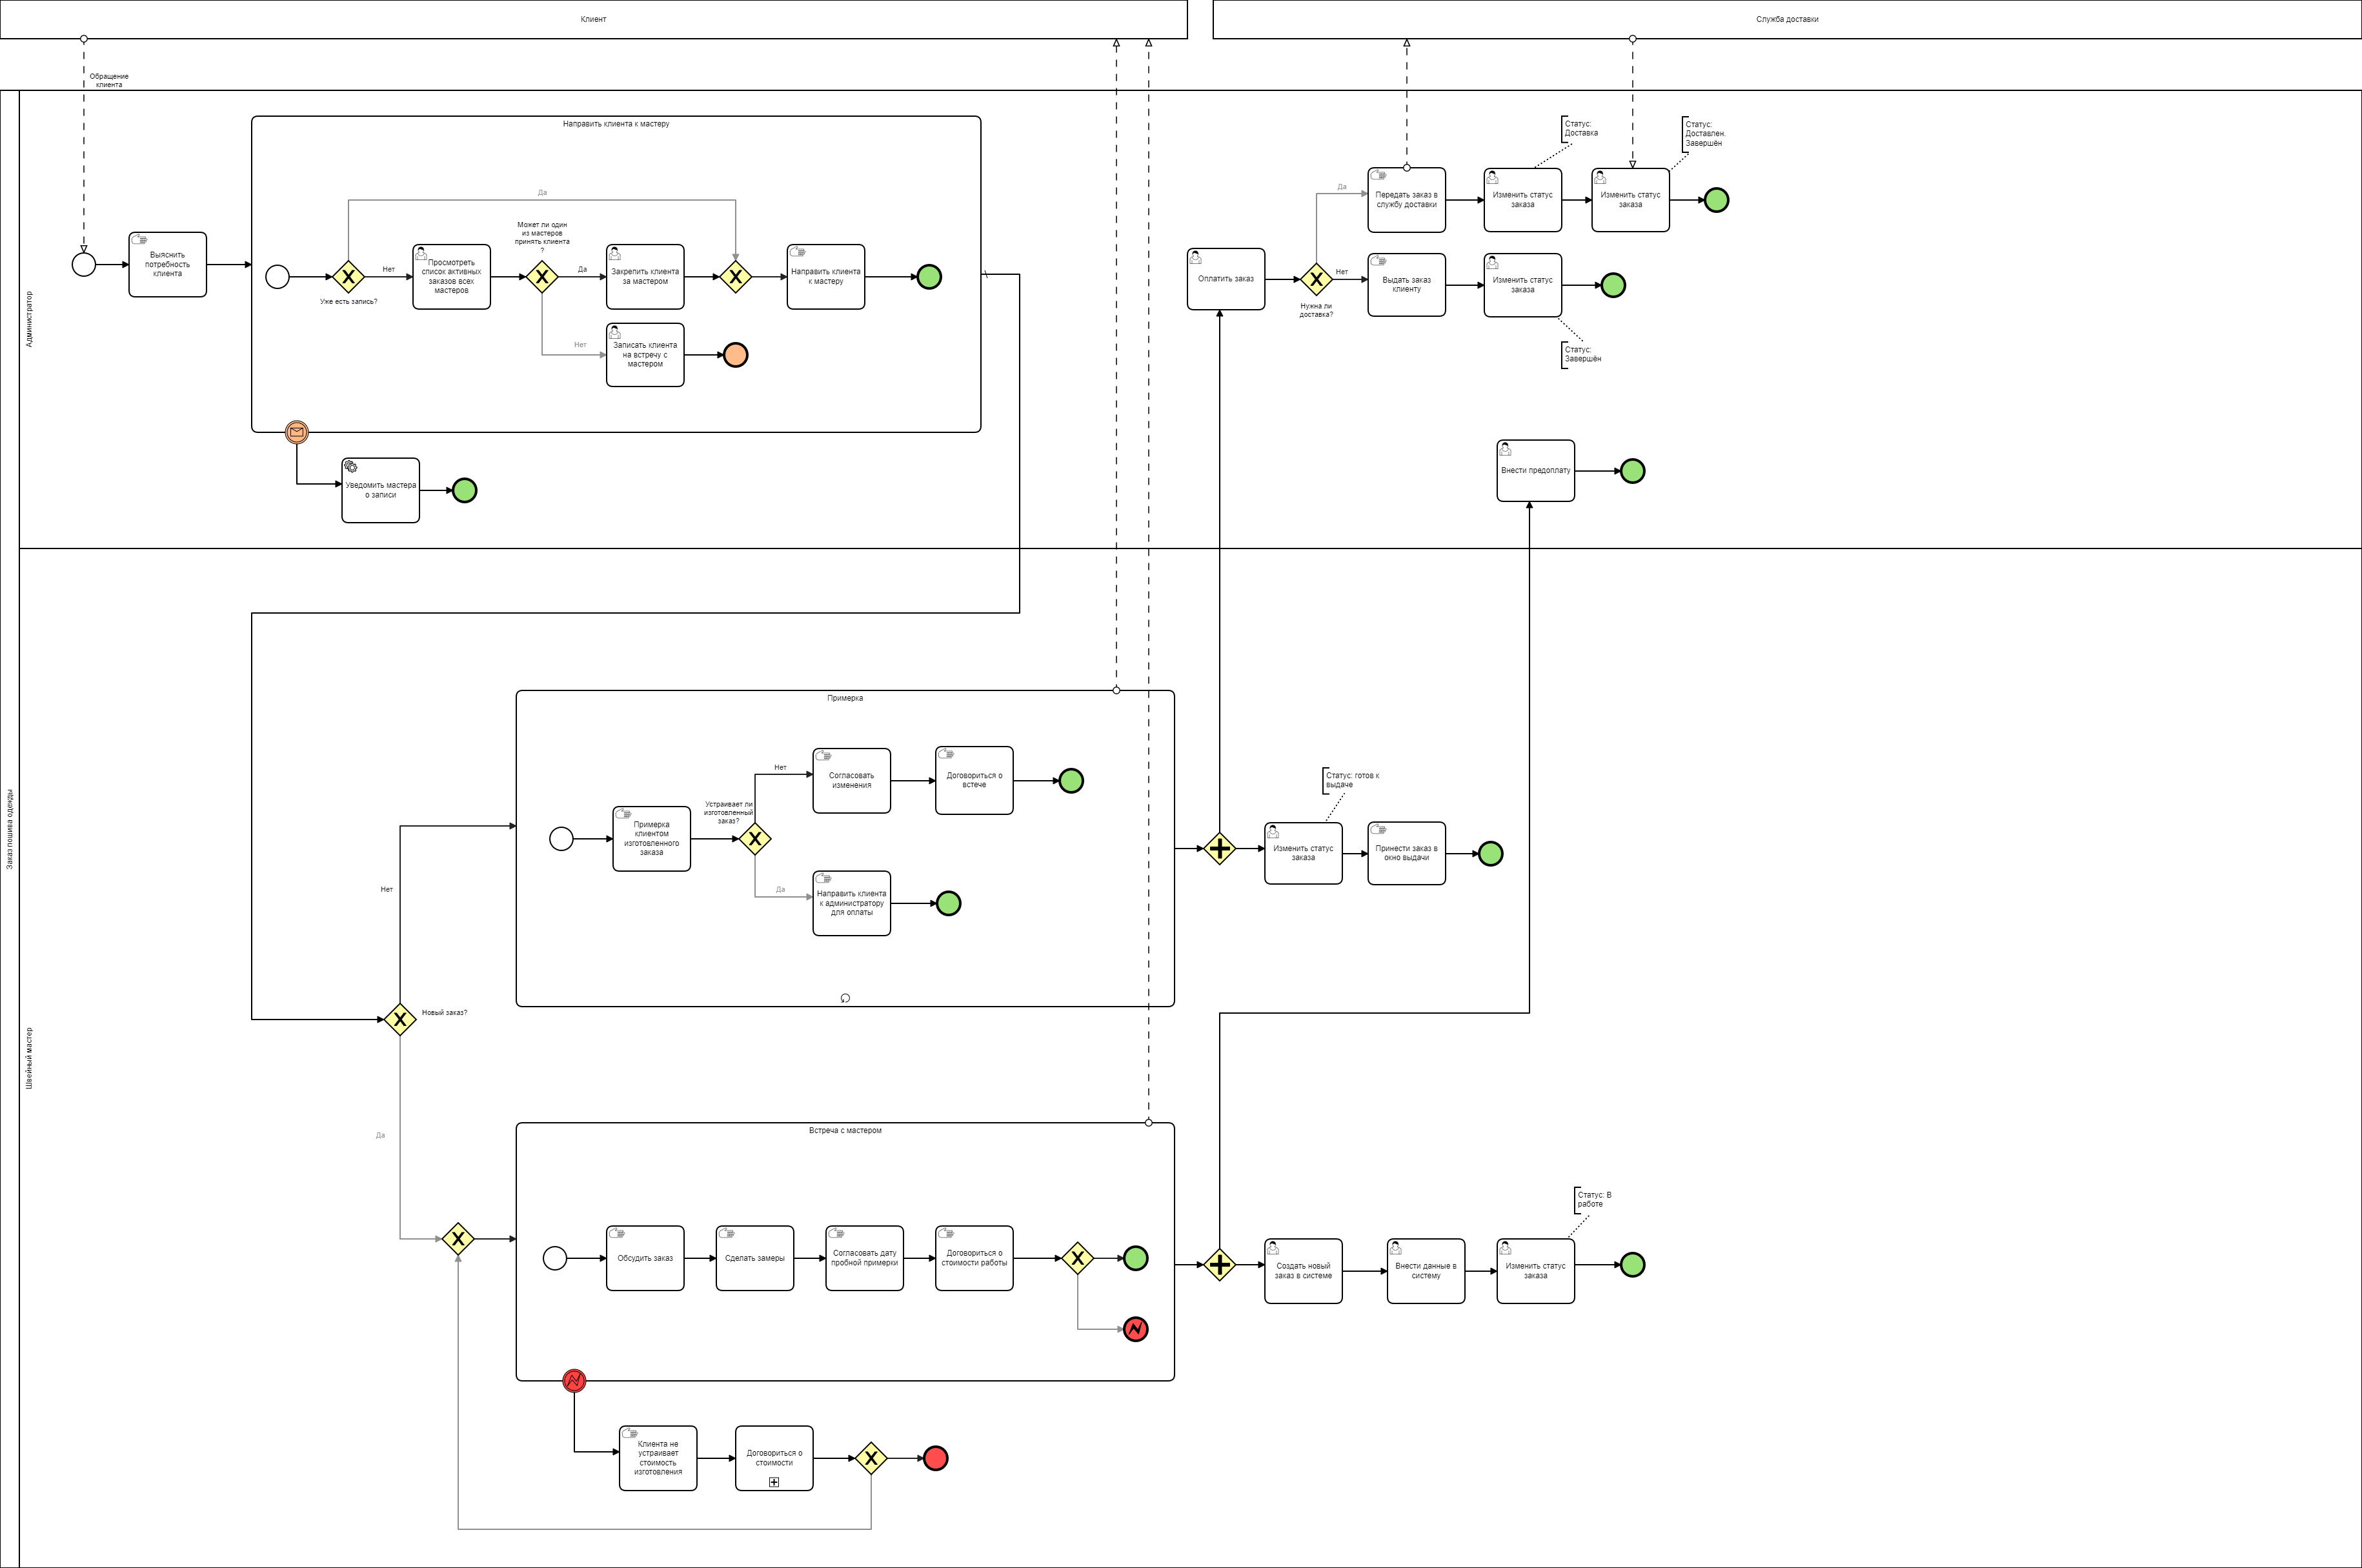 Клиент
Служба доставки
Обращение
клиента
Заказ пошива одежды
Администратор
Выяснить
потребность
клиента
Направить клиента к мастеру
Уже есть запись?
Да
Нет
Просмотреть
список активных
заказов всех
мастеров
Может ли один
из мастеров
принять клиента
?
Да
Закрепить клиента
за мастером
Направить клиента
к мастеру
Нет
Записать клиента
на встречу с
мастером
Уведомить мастера
о записи
Оплатить заказ
Нужна ли
доставка?
Да
Передать заказ в
службу доставки
Изменить статус
заказа
Статус:
Доставка
Изменить статус
заказа
Статус:
Доставлен.
Завершён
Нет
Выдать заказ
клиенту
Изменить статус
заказа
Статус:
Завершён
Внести предоплату
Швейный мастер
Новый заказ?
Нет
Да
Примерка
Примерка
клиентом
изготовленного
заказа
Устраивает ли
изготовленный
заказ?
Нет
Согласовать
изменения
Договориться о
встече
Да
Направить клиента
к администратору
для оплаты
Изменить статус
заказа
Статус: готов к
выдаче
Принести заказ в
окно выдачи
Встреча с мастером
Обсудить заказ
Сделать замеры
Согласовать дату
пробной примерки
Договориться о
стоимости работы
Создать новый
заказ в системе
Внести данные в
систему
Изменить статус
заказа
Статус: В
работе
Клиента не
устраивает
стоимость
изготовления
Договориться о
стоимости